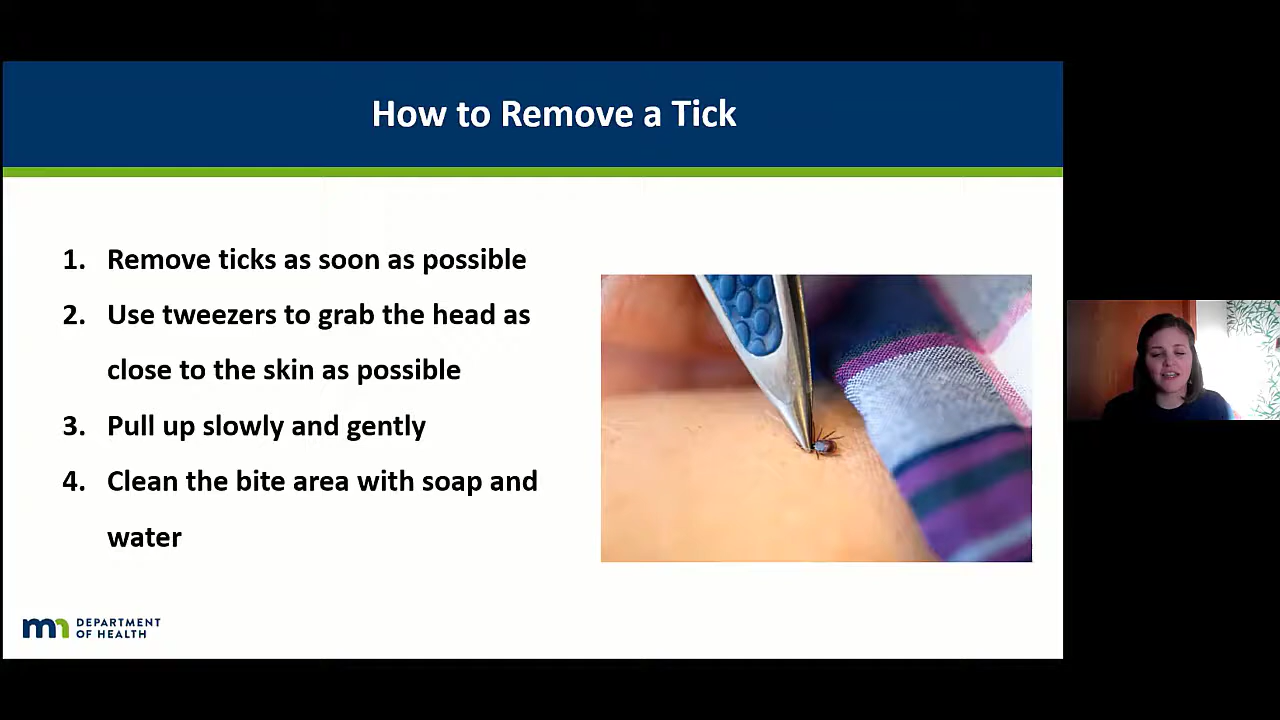 How to Remove a Tick
1. Remove ticks as soon as possible
2. Use tweezers to grab the head as
close to the skin as possible
3. Pull up slowly and gently
4. Clean the bite area with soap and
water
mn DEPARTMENT
OF HEALTH